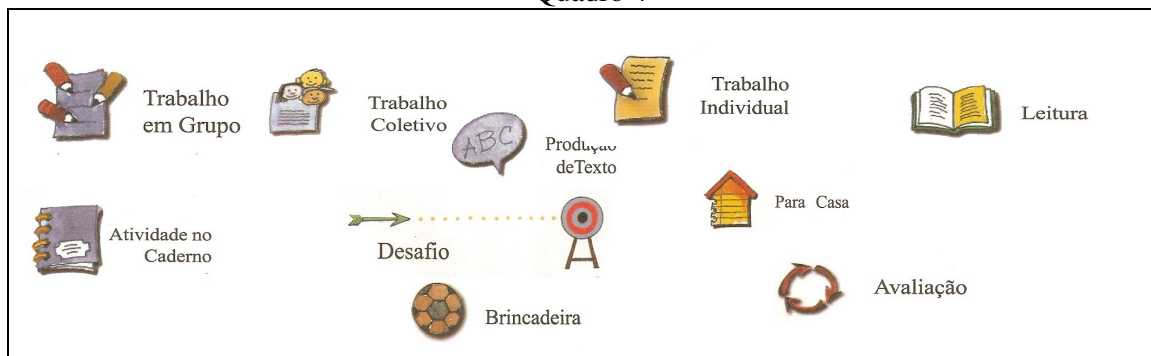 Trabalho
em Grupo
Trabalho
Coletivo
Trabalho
Individual
Leitura
ABC
Produção
deTexto
Atividade no
Caderno
Desafio
Para Casa
Brincadeira
Avaliação